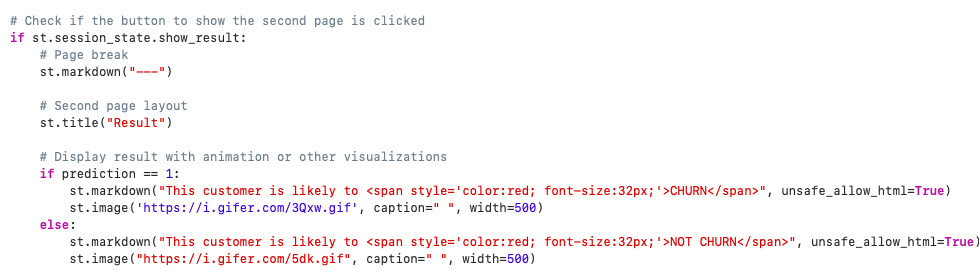 # Check if the button to show the second page is clicked
if st.session_state.show_result:
    # Page break
    st.markdown("---")

    # Second page layout
    st.title("Result")

    # Display result with animation or other visualizations
    if prediction == 1:
        st.markdown("This customer is likely to <span style='color:red; font-size:32px;'>CHURN</span>", unsafe_allow_html=True)
        st.image('https://i.gifer.com/3Qxw.gif', caption=" ", width=500)
    else:
        st.markdown("This customer is likely to <span style='color:red; font-size:32px;'>NOT CHURN</span>", unsafe_allow_html=True)
        st.image("https://i.gifer.com/5dk.gif", caption=" ", width=500)